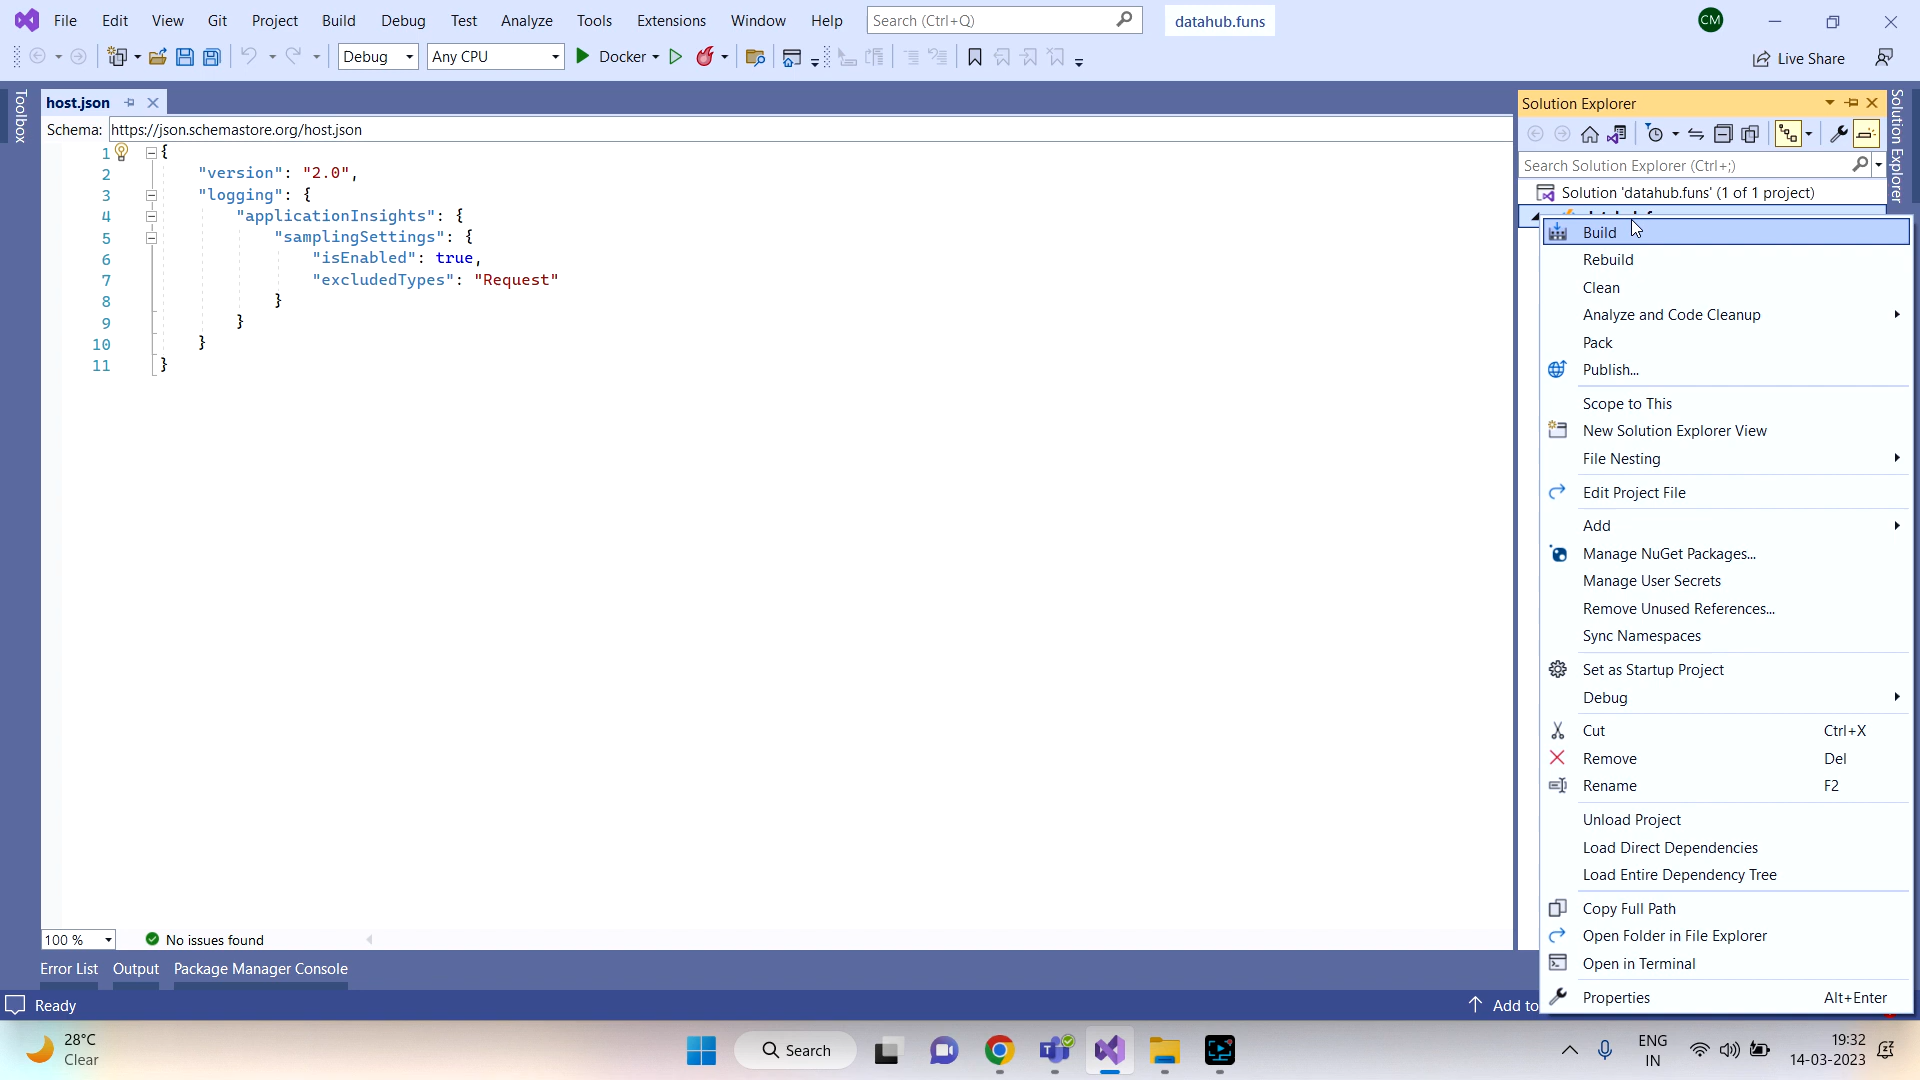 File Edit View Git Project Build Debug Test Analyze Tools Extensions Window Help Search (Ctrl+Q) datahub.funs CM
Debug Any CPU Docker Live Share
Toolbox
host.json
Schema: https://json.schemastore.org/host.json
1 {
2 "version": "2.0",
3 "logging": {
4 "applicationInsights": {
5 "samplingSettings": {
6 "isEnabled": true,
7 "excludedTypes": "Request"
8 }
9 }
10 }
11 }
100 % No issues found
Error List Output Package Manager Console
Ready
Add to
Solution Explorer
Solution Explorer
Search Solution Explorer (Ctrl+;)
Solution 'datahub.funs' (1 of 1 project)
Build
Rebuild
Clean
Analyze and Code Cleanup
Pack
Publish...
Scope to This
New Solution Explorer View
File Nesting
Edit Project File
Add
Manage NuGet Packages...
Manage User Secrets
Remove Unused References...
Sync Namespaces
Set as Startup Project
Debug
Cut Ctrl+X
Remove Del
Rename F2
Unload Project
Load Direct Dependencies
Load Entire Dependency Tree
Copy Full Path
Open Folder in File Explorer
Open in Terminal
Properties Alt+Enter
28°C
Clear
Search
ENG
IN
19:32
14-03-2023